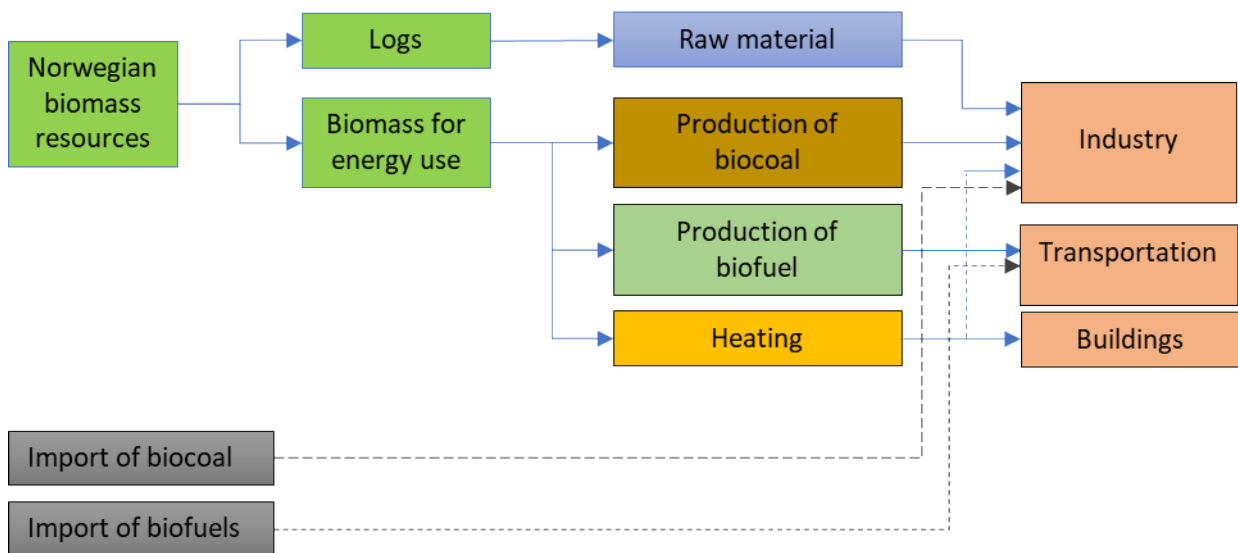 Norwegian
biomass
resources
Logs
Biomass for
energy use
Raw material
Production of
biocoal
Production of
biofuel
Heating
Industry
Transportation
Buildings
Import of biocoal
Import of biofuels